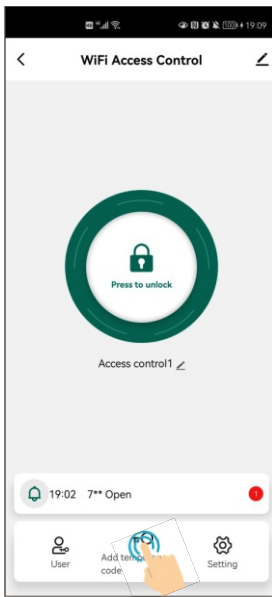 100 19:09
WiFi Access Control
Press to unlock
Access control1
19:02 7** Open 1
User
Add
code
Setting